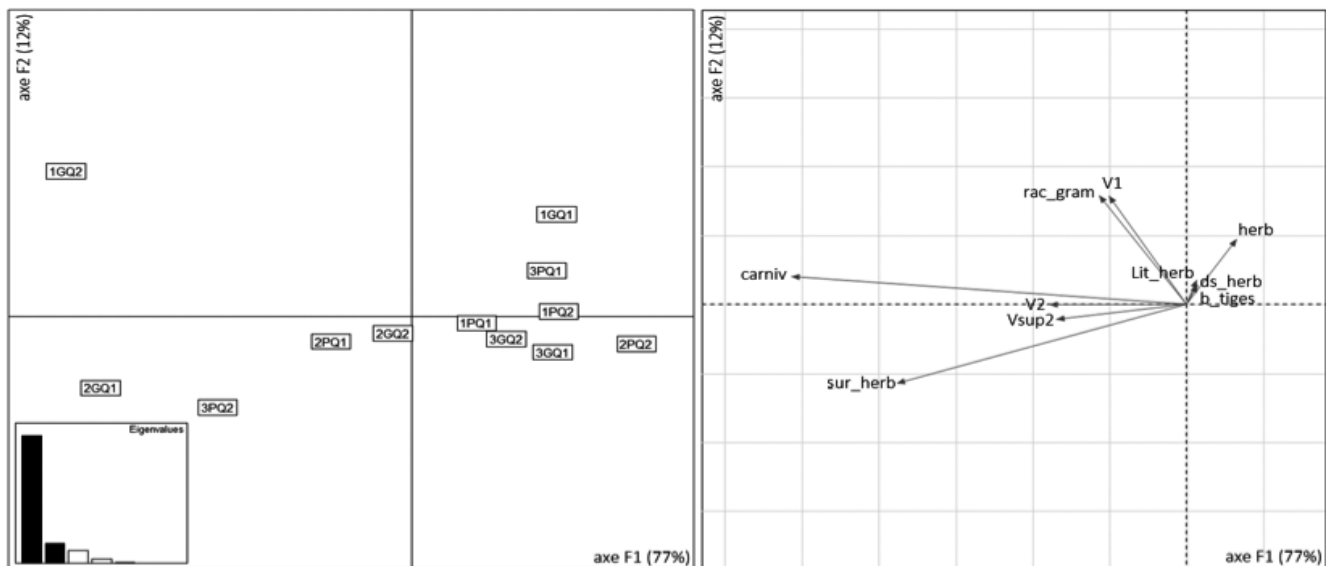 axe F2 (12%)
1GQ2
1GQ1
3PQ1
1PQ2
1PQ1
2GQ2
2PQ1
3GQ2
3GQ1
2PQ2
2GQ1
3PQ2
Eigenvalues
axe F1 (77%)
axe F2 (12%)
V1
rac_gram
herb
carniv
Lit_herb
ds_herb
b_tiges
V2
Vsup2
sur_herb
axe F1 (77%)